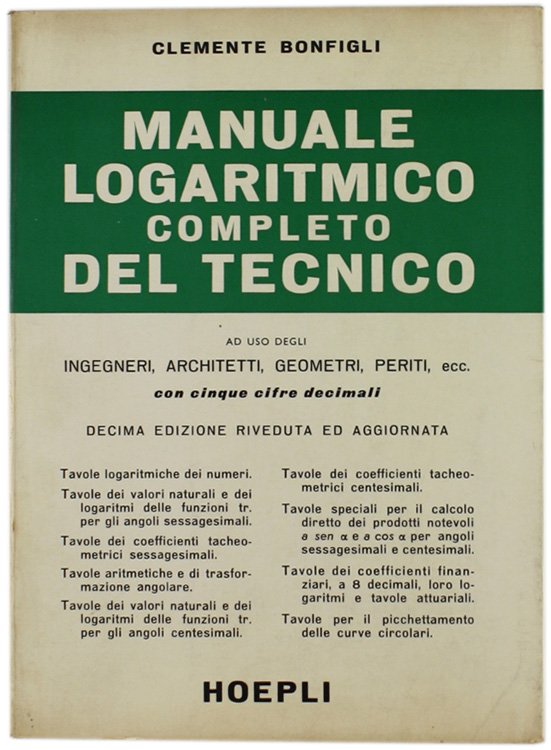 CLEMENTE BONFIGLI
MANUALE
LOGARITMICO
COMPLETO
DEL TECNICO
AD USO DEGLI
INGEGNERI, ARCHITETTI, GEOMETRI, PERITI, ecc.
con cinque cifre decimali
DECIMA EDIZIONE RIVEDUTA ED AGGIORNATA
Tavole logaritmiche dei numeri.
Tavole dei valori naturali e dei
logaritmi delle funzioni tr.
per gli angoli sessagesimali.
Tavole dei coefficienti tacheo-
metrici sessagesimali.
Tavole aritmetiche e di trasfor-
mazione angolare.
Tavole dei valori naturali e dei
logaritmi delle funzioni tr.
per gli angoli centesimali.
Tavole dei coefficienti tacheo-
metrici centesimali.
Tavole speciali per il calcolo
diretto dei prodotti notevoli
a sen α e a cos α per angoli
sessagesimali e centesimali.
Tavole dei coefficienti finan-
ziari, a 8 decimali, loro lo-
garitmi e tavole attuariali.
Tavole per il picchettamento
delle curve circolari.
HOEPLI